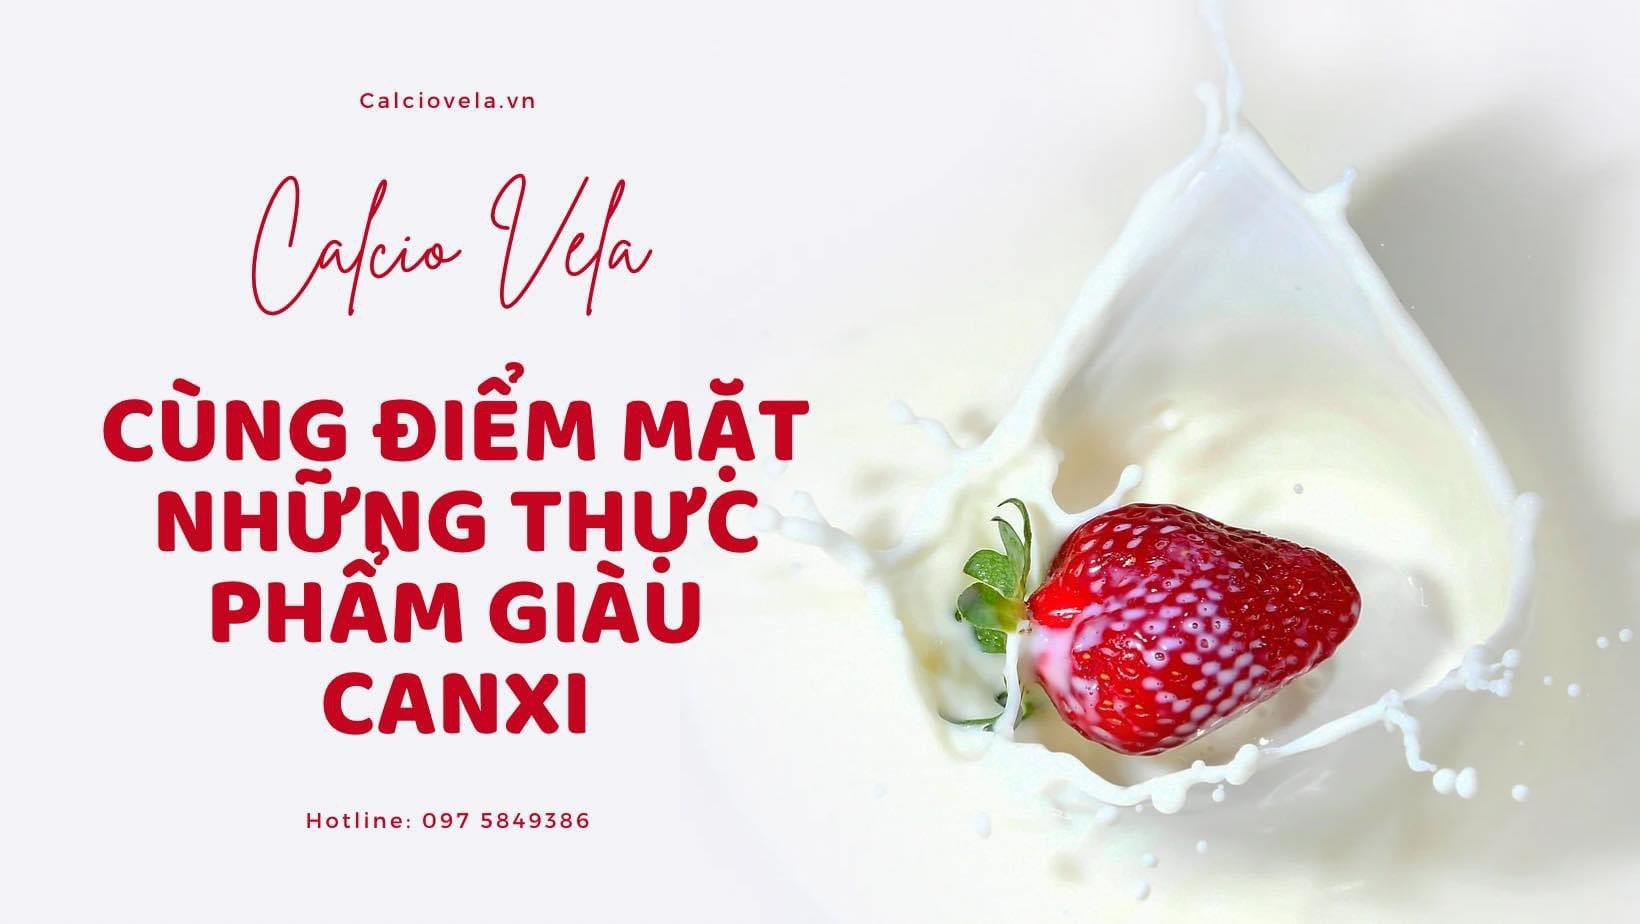 Calciovela.vn
Calcio Vela
CÙNG ĐIỂM MẶT
NHỮNG THỰC
PHẨM GIÀU
CANXI
Hotline: 097 5849386